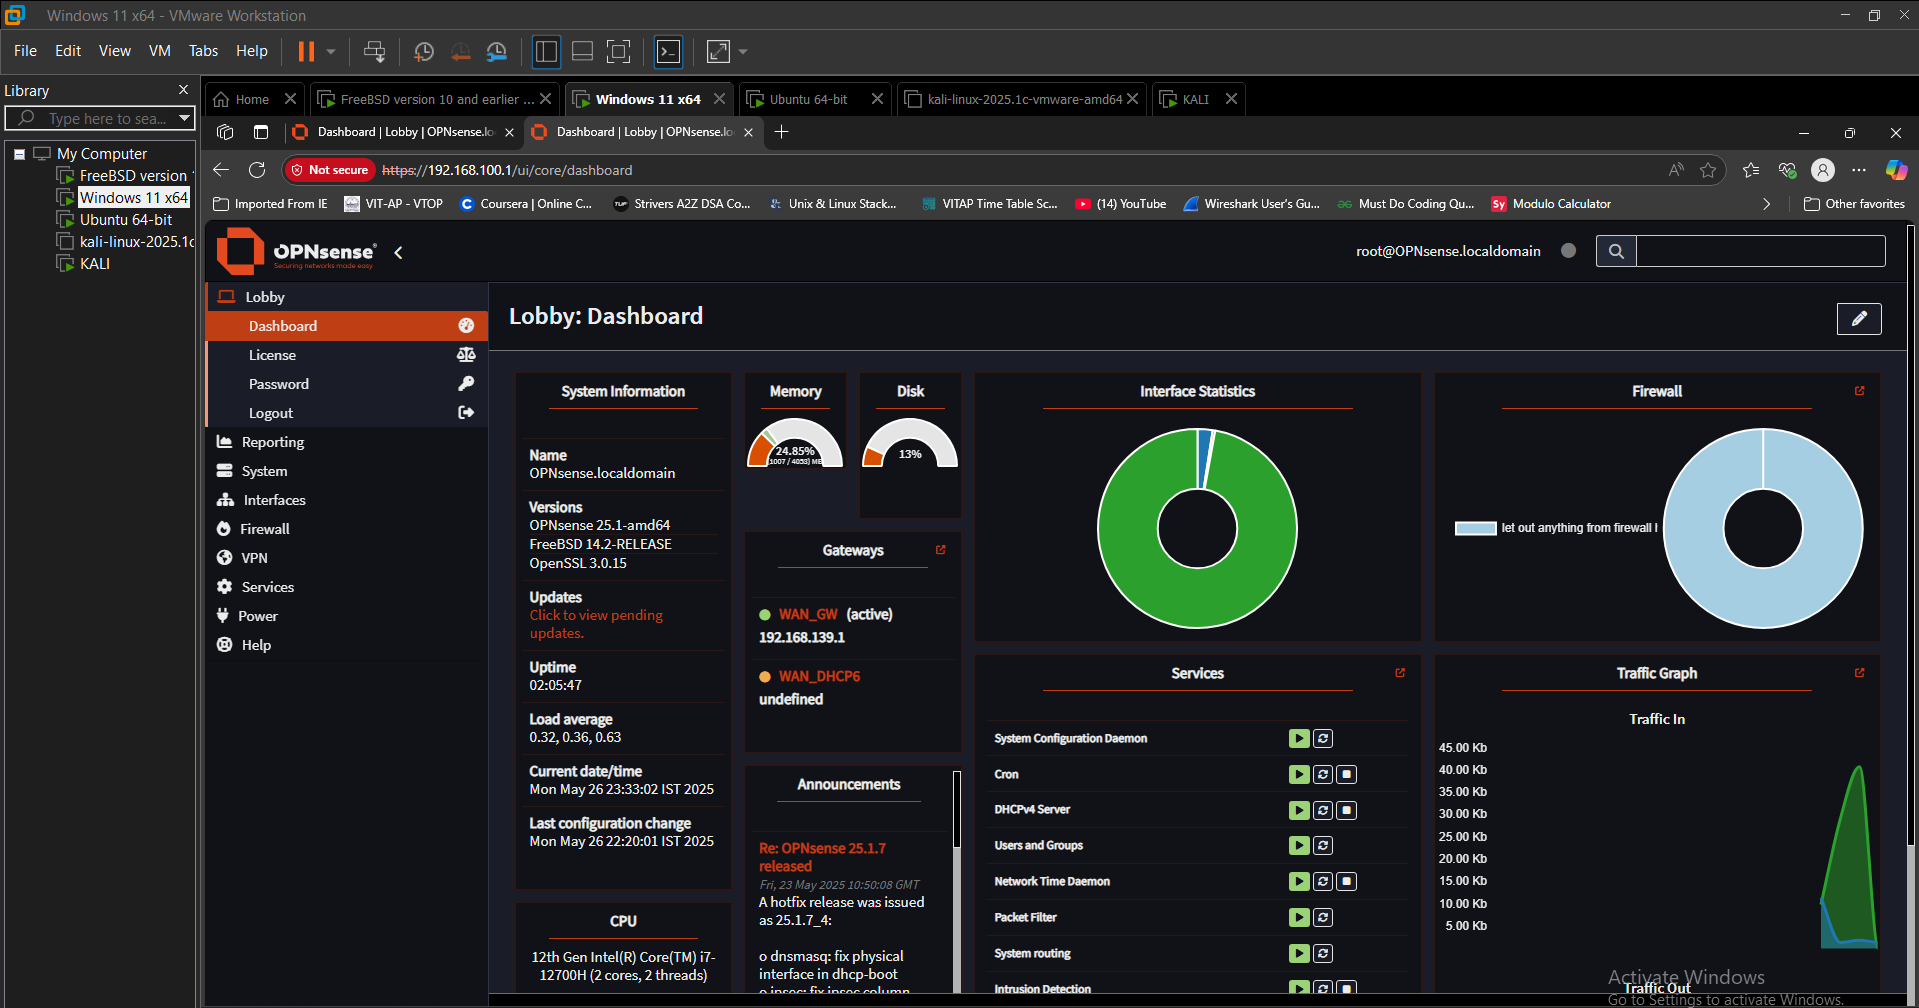 Windows 11 x64 - VMware Workstation
File Edit View VM Tabs Help
Library
Type here to sea...
My Computer
FreeBSD version
Windows 11 x64
Ubuntu 64-bit
kali-linux-2025.1c
KALI
Home
FreeBSD version 10 and earlier ...
Windows 11 x64
Ubuntu 64-bit
kali-linux-2025.1c-vmware-amd64
KALI
Dashboard | Lobby | OPNsense.lo
Dashboard | Lobby | OPNsense.lo
Not secure https://192.168.100.1/ui/core/dashboard
Imported From IE
VIT-AP - VTOP
Coursera | Online C...
Strivers A2Z DSA Co...
Unix & Linux Stack...
VITAP Time Table Sc...
(14) YouTube
Wireshark User's Gu...
Must Do Coding Qu...
Sy Modulo Calculator
Other favorites
OPNsense
Securing networks made easy
root@OPNsense.localdomain
Lobby
Dashboard
License
Password
Logout
Reporting
System
Interfaces
Firewall
VPN
Services
Power
Help
Lobby: Dashboard
System Information
Name
OPNsense.localdomain
Versions
OPNsense 25.1-amd64
FreeBSD 14.2-RELEASE
OpenSSL 3.0.15
Updates
Click to view pending
updates.
Uptime
02:05:47
Load average
0.32, 0.36, 0.63
Current date/time
Mon May 26 23:33:02 IST 2025
Last configuration change
Mon May 26 22:20:01 IST 2025
CPU
12th Gen Intel(R) Core(TM) i7-
12700H (2 cores, 2 threads)
Memory
24.85%
(1007 / 4053) MB
Disk
13%
Gateways
WAN_GW (active)
192.168.139.1
WAN_DHCP6
undefined
Announcements
Re: OPNsense 25.1.7
released
Fri, 23 May 2025 10:50:08 GMT
A hotfix release was issued
as 25.1.7_4:
o dnsmasq: fix physical
interface in dhcp-boot
o ipsec: fix ipsec column
Interface Statistics
Services
System Configuration Daemon
Cron
DHCPv4 Server
Users and Groups
Network Time Daemon
Packet Filter
System routing
Intrusion Detection
Firewall
let out anything from firewall
Traffic Graph
Traffic In
45.00 Kb
40.00 Kb
35.00 Kb
30.00 Kb
25.00 Kb
20.00 Kb
15.00 Kb
10.00 Kb
5.00 Kb
Traffic Out
Activate Windows
Go to Settings to activate Windows.